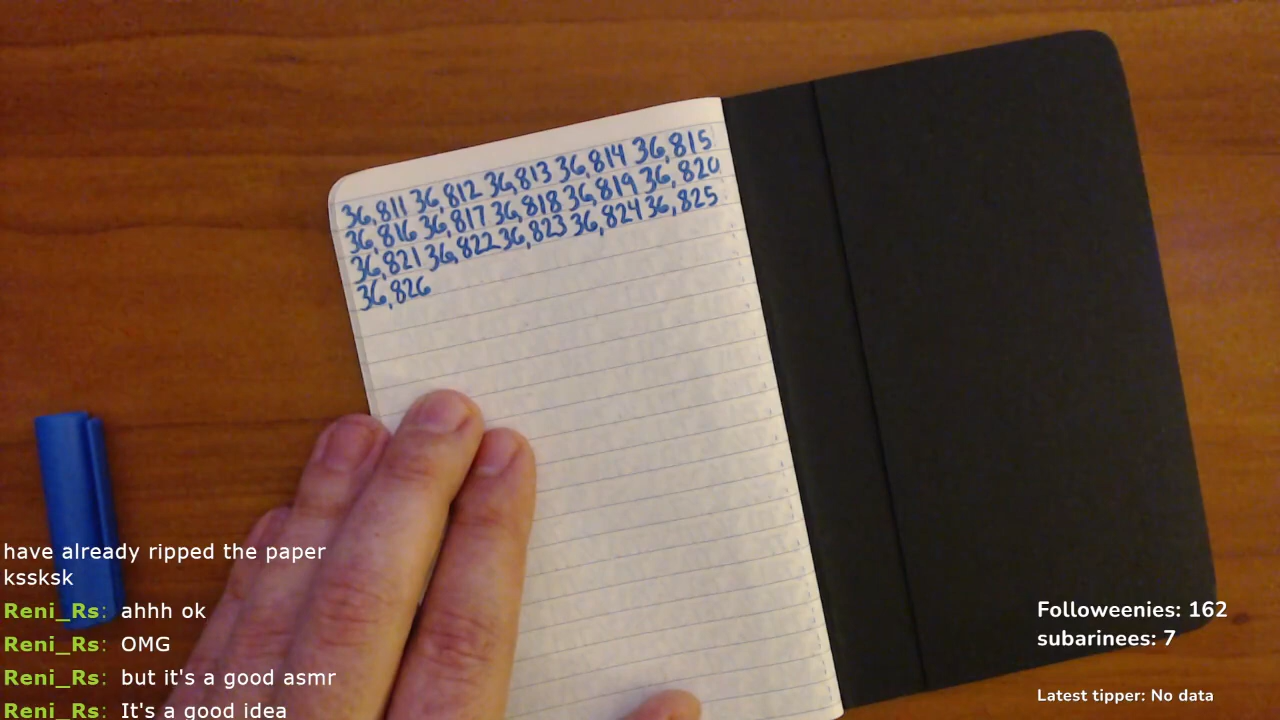 36,811 36,812 36,813 36,814 36,815
36,816 36,817 36,818 36,819 36,820
36,821 36,822 36,823 36,824 36,825
36,826
have already ripped the paper
kssksk
Reni_Rs: ahhh ok
Reni_Rs: OMG
Reni_Rs: but it's a good asmr
Reni_Rs: It's a good idea
Followeenies: 162
subarinees: 7
Latest tipper: No data